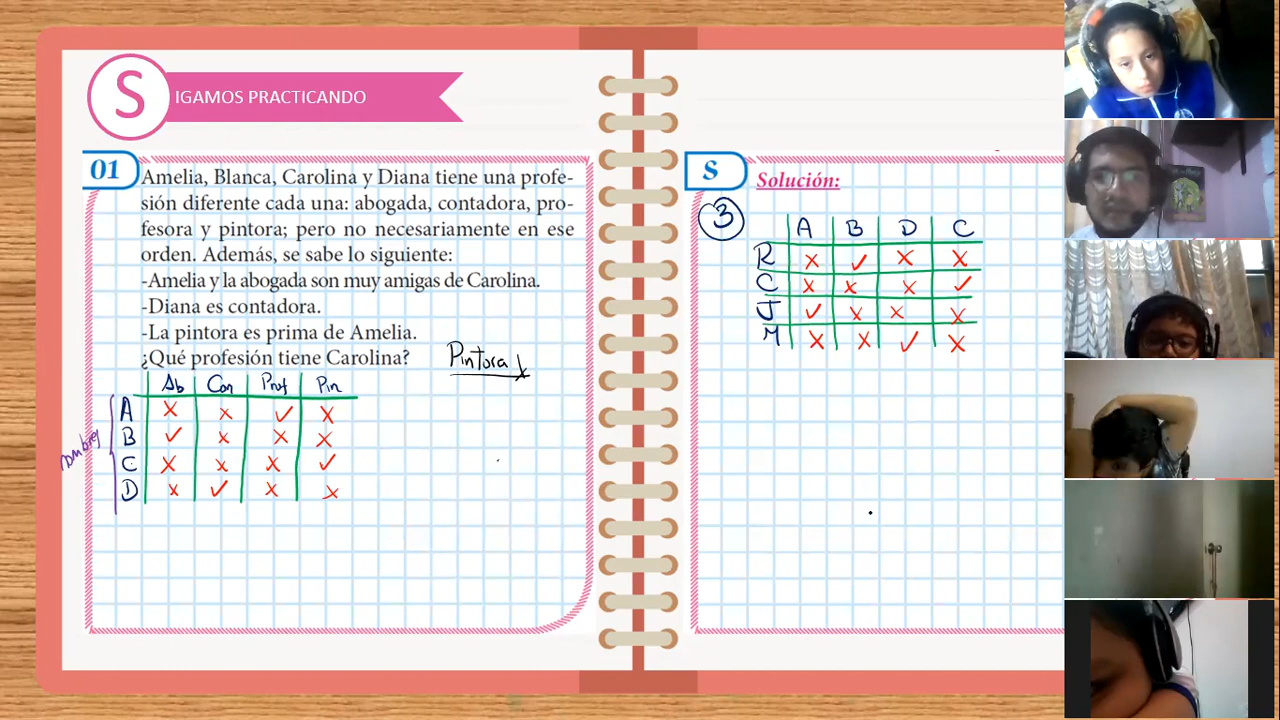 S IGAMOS PRACTICANDO
01
Amelia, Blanca, Carolina y Diana tiene una profe-
sión diferente cada una: abogada, contadora, pro-
fesora y pintora; pero no necesariamente en ese
orden. Además, se sabe lo siguiente:
-Amelia y la abogada son muy amigas de Carolina.
-Diana es contadora.
-La pintora es prima de Amelia.
¿Qué profesión tiene Carolina? Pintora
Ab Con Prof Pin
A x x ✓ x
B ✓ x x x
C x x x ✓
D x ✓ x x
nombres
S
Solución:
3
A B D C
R x ✓ x x
C x x x ✓
J ✓ x x x
M x x ✓ x